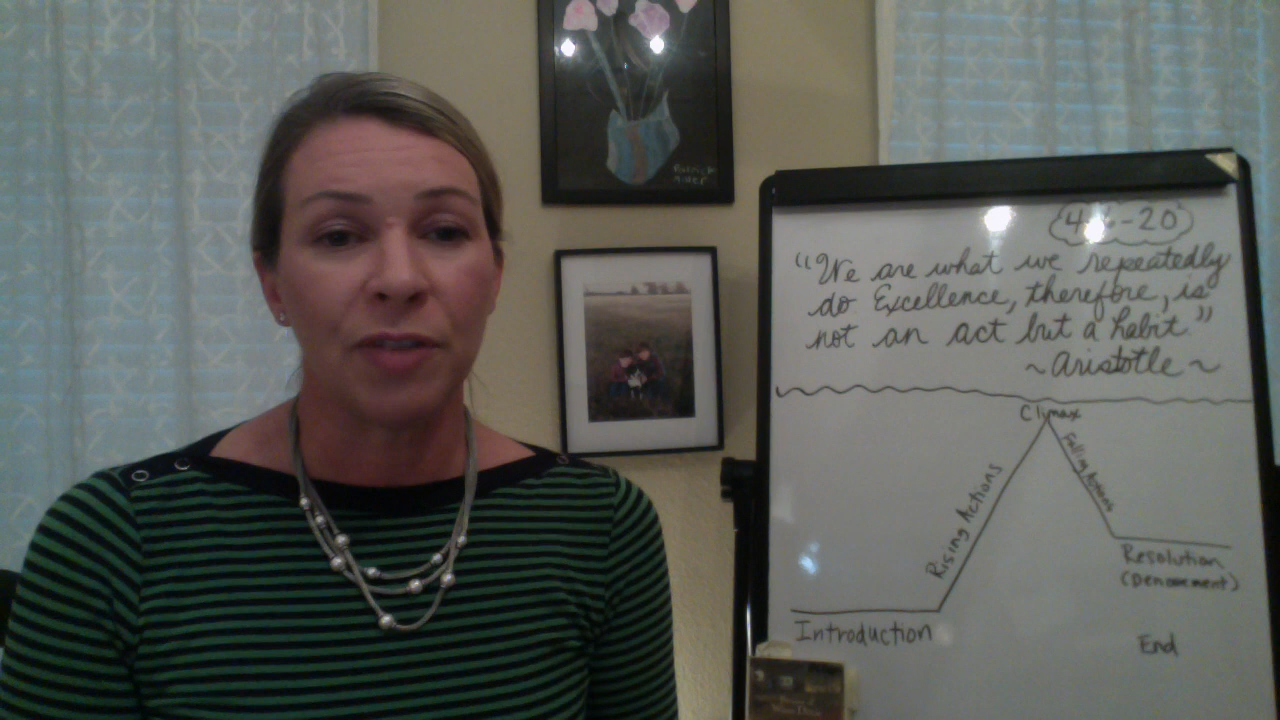 Patrick
4-6-20
"We are what we repeatedly
do Excellence, therefore, is
not an act but a habit."
~Aristotle~
Climax
Rising Actions
Falling Actions
Resolution
(Denouement)
Introduction
End